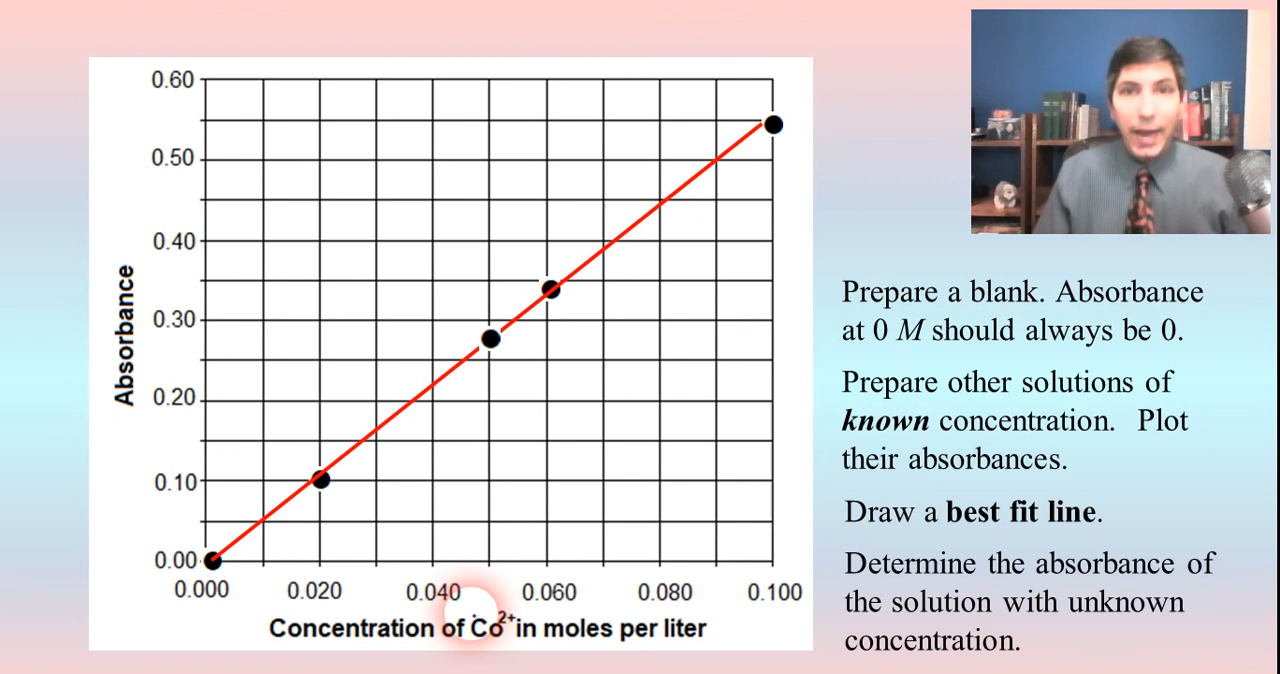 0.60
0.50
0.40
0.30
0.20
0.10
0.00
Absorbance
0.000 0.020 0.040 0.060 0.080 0.100
Concentration of Co2+in moles per liter
Prepare a blank. Absorbance
at 0 M should always be 0.
Prepare other solutions of
known concentration. Plot
their absorbances.
Draw a best fit line.
Determine the absorbance of
the solution with unknown
concentration.